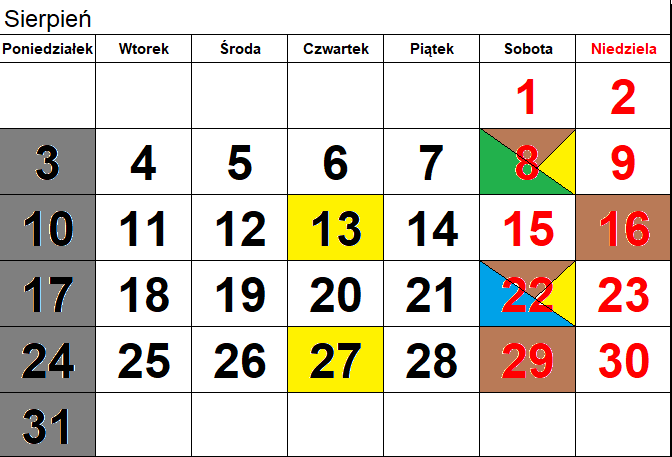 Sierpień
Poniedziałek Wtorek Środa Czwartek Piątek Sobota Niedziela
1 2
3 4 5 6 7 8 9
10 11 12 13 14 15 16
17 18 19 20 21 22 23
24 25 26 27 28 29 30
31